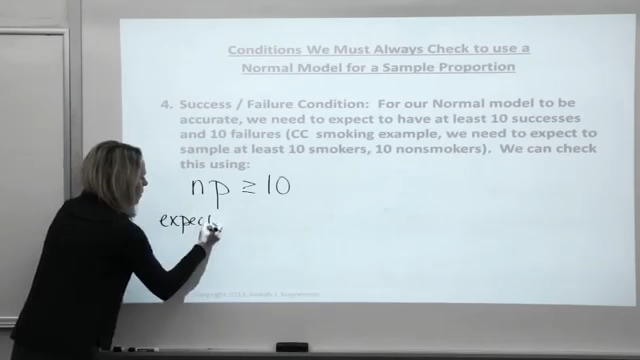 Conditions We Must Always Check to use a
Normal Model for a Sample Proportion
4. Success / Failure Condition: For our Normal model to be
accurate, we need to expect to have at least 10 successes
and 10 failures (CC smoking example, we need to expect to
sample at least 10 smokers, 10 nonsmokers). We can check
this using:
np ≥ 10
expect